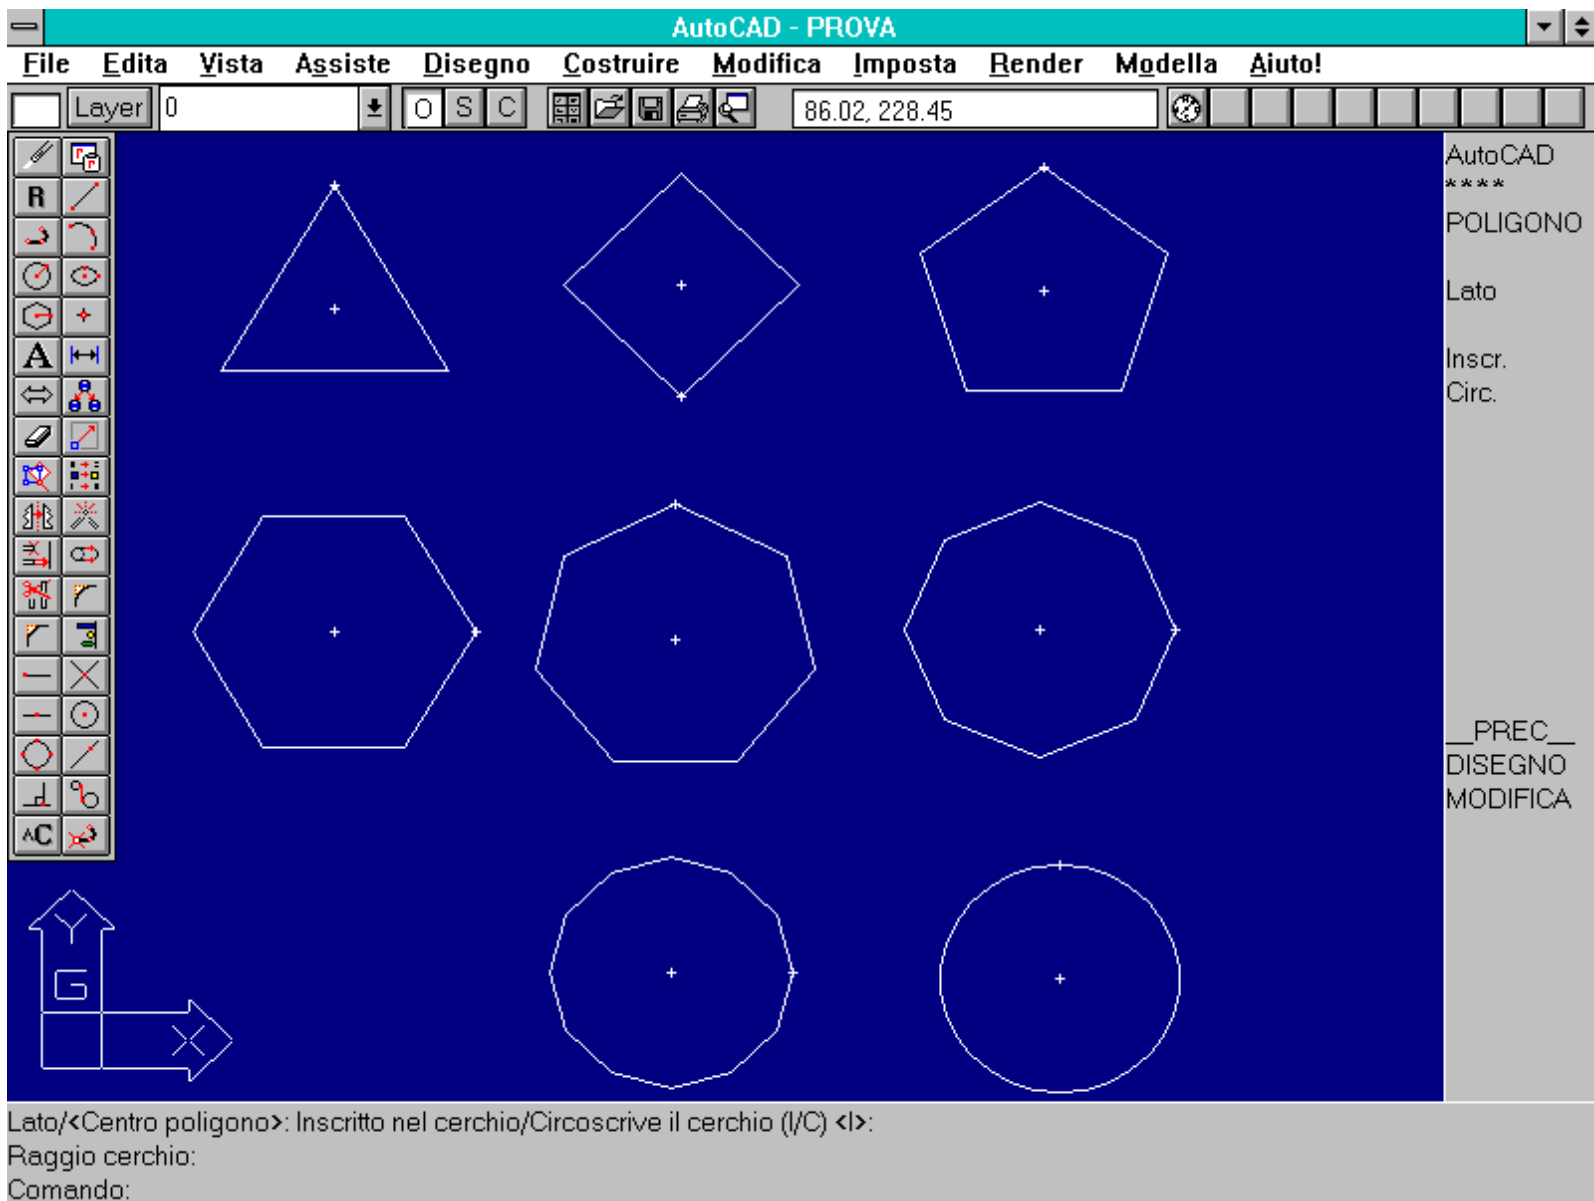 AutoCAD - PROVA
File Edita Vista Assiste Disegno Costruire Modifica Imposta Render Modella Aiuto!
Layer 0 O S C 86.02, 228.45
R
A
^C
Y
G
X
AutoCAD
****
POLIGONO
Lato
Inscr.
Circ.
__PREC__
DISEGNO
MODIFICA
Lato/<Centro poligono>: Inscritto nel cerchio/Circoscrive il cerchio (I/C) <I>:
Raggio cerchio:
Comando: